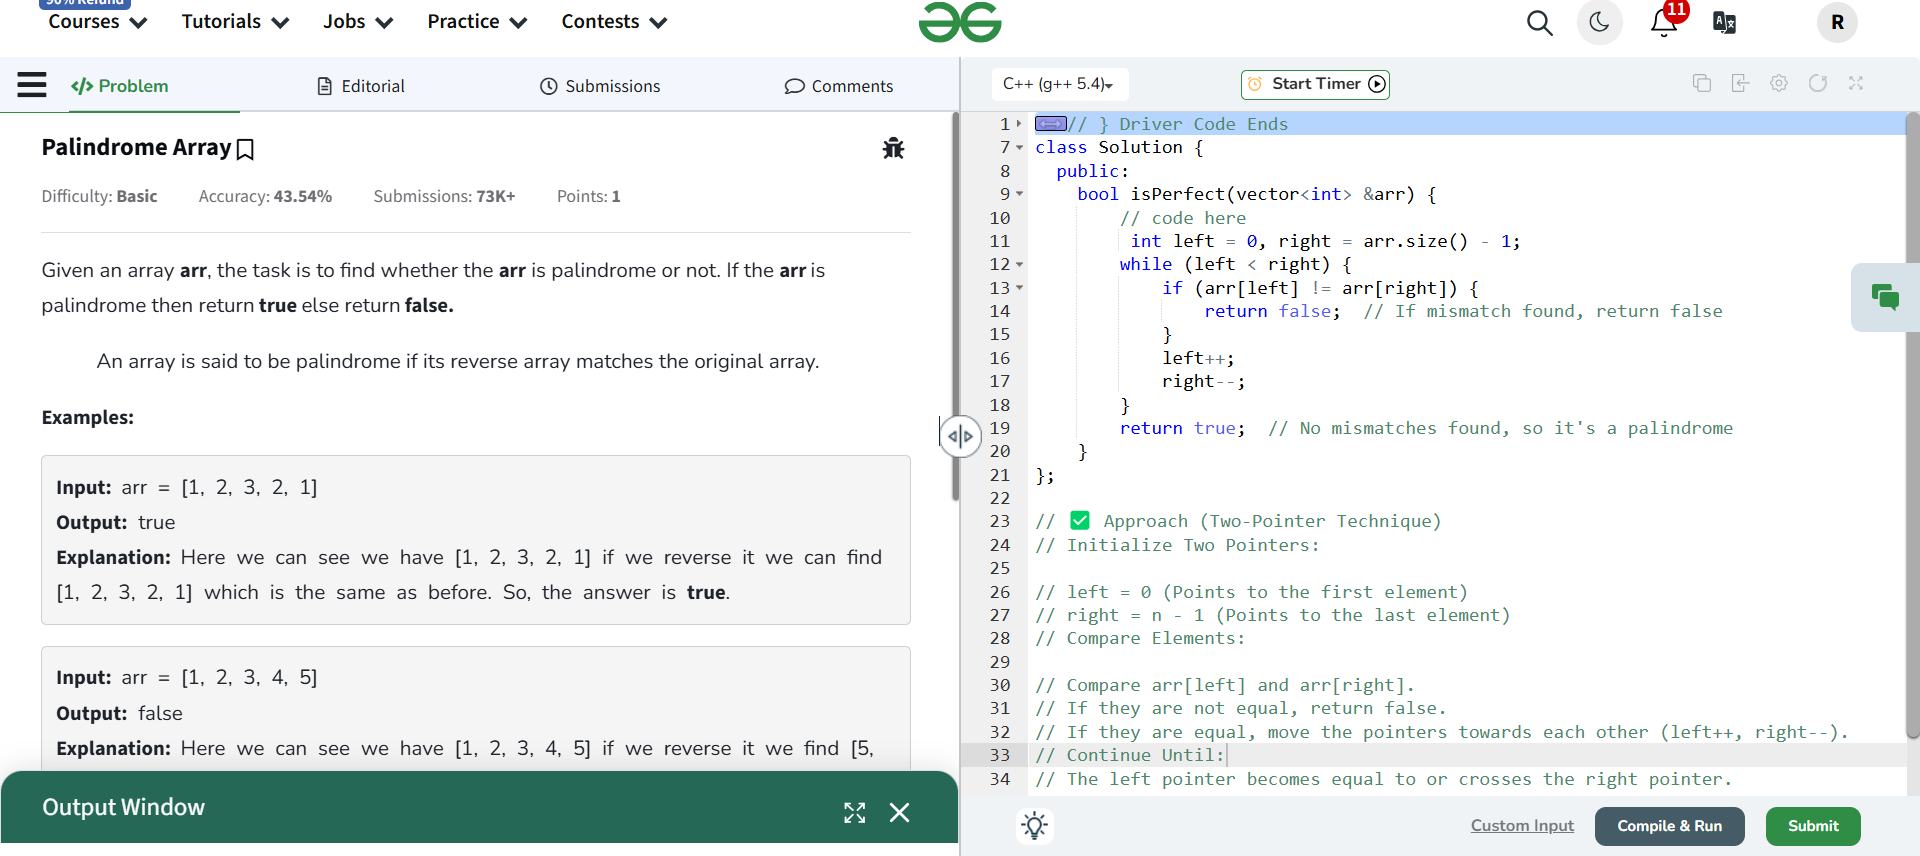 90% Refund
Courses Tutorials Jobs Practice Contests
11
R
</> Problem Editorial Submissions Comments
Palindrome Array
Difficulty: Basic Accuracy: 43.54% Submissions: 73K+ Points: 1
Given an array arr, the task is to find whether the arr is palindrome or not. If the arr is
palindrome then return true else return false.
An array is said to be palindrome if its reverse array matches the original array.
Examples:
Input: arr = [1, 2, 3, 2, 1]
Output: true
Explanation: Here we can see we have [1, 2, 3, 2, 1] if we reverse it we can find
[1, 2, 3, 2, 1] which is the same as before. So, the answer is true.
Input: arr = [1, 2, 3, 4, 5]
Output: false
Explanation: Here we can see we have [1, 2, 3, 4, 5] if we reverse it we find [5,
Output Window
C++ (g++ 5.4) Start Timer
1 // } Driver Code Ends
7 class Solution {
8 public:
9 bool isPerfect(vector<int> &arr) {
10 // code here
11 int left = 0, right = arr.size() - 1;
12 while (left < right) {
13 if (arr[left] != arr[right]) {
14 return false; // If mismatch found, return false
15 }
16 left++;
17 right--;
18 }
19 return true; // No mismatches found, so it's a palindrome
20 }
21 };
22
23 // ✅ Approach (Two-Pointer Technique)
24 // Initialize Two Pointers:
25
26 // left = 0 (Points to the first element)
27 // right = n - 1 (Points to the last element)
28 // Compare Elements:
29
30 // Compare arr[left] and arr[right].
31 // If they are not equal, return false.
32 // If they are equal, move the pointers towards each other (left++, right--).
33 // Continue Until:
34 // The left pointer becomes equal to or crosses the right pointer.
Custom Input Compile & Run Submit